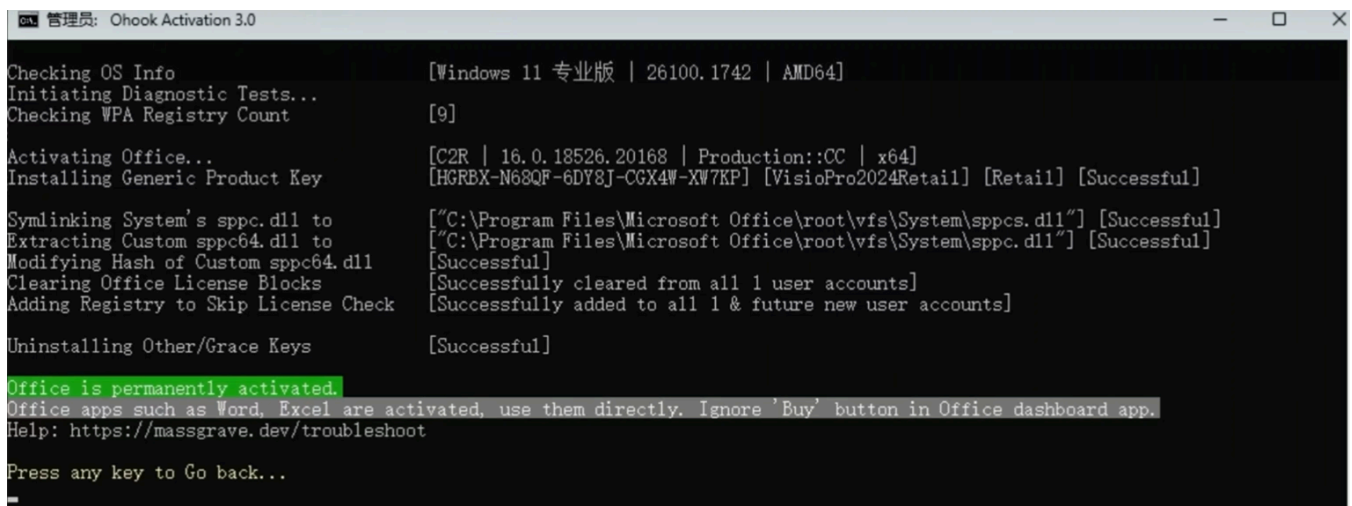 管理员: Ohook Activation 3.0
Checking OS Info [Windows 11 专业版 | 26100.1742 | AMD64]
Initiating Diagnostic Tests...
Checking WPA Registry Count [9]
Activating Office... [C2R | 16.0.18526.20168 | Production::CC | x64]
Installing Generic Product Key [HGRBX-N68QF-6DY8J-CGX4W-XW7KP] [VisioPro2024Retail] [Retail] [Successful]
Symlinking System's sppc.dll to ["C:\Program Files\Microsoft Office\root\vfs\System\sppcs.dll"] [Successful]
Extracting Custom sppc64.dll to ["C:\Program Files\Microsoft Office\root\vfs\System\sppc.dll"] [Successful]
Modifying Hash of Custom sppc64.dll [Successful]
Clearing Office License Blocks [Successfully cleared from all 1 user accounts]
Adding Registry to Skip License Check [Successfully added to all 1 & future new user accounts]
Uninstalling Other/Grace Keys [Successful]
Office is permanently activated.
Office apps such as Word, Excel are activated, use them directly. Ignore 'Buy' button in Office dashboard app.
Help: https://massgrave.dev/troubleshoot
Press any key to Go back...